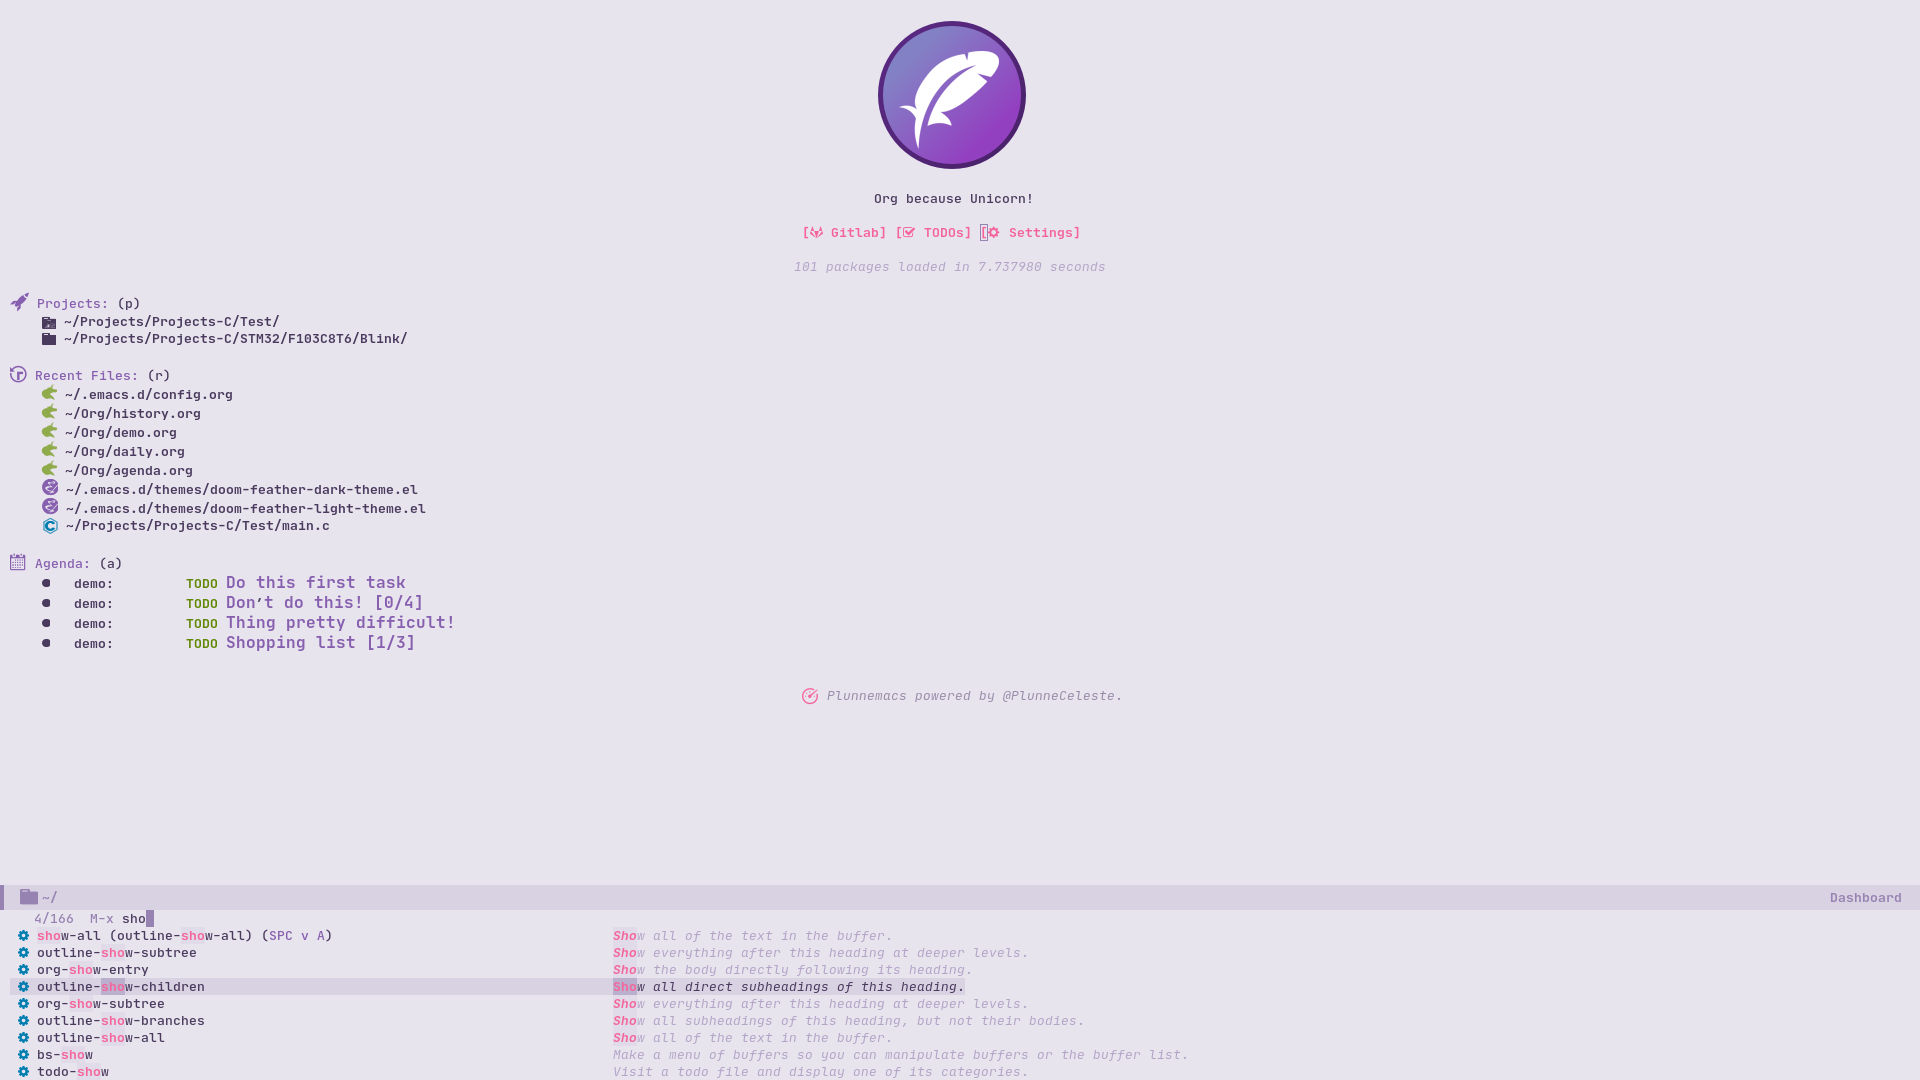 Org because Unicorn!
[Gitlab] [TODOs] [Settings]
101 packages loaded in 7.737980 seconds
Projects: (p)
~/Projects/Projects-C/Test/
~/Projects/Projects-C/STM32/F103C8T6/Blink/
Recent Files: (r)
~/.emacs.d/config.org
~/Org/history.org
~/Org/demo.org
~/Org/daily.org
~/Org/agenda.org
~/.emacs.d/themes/doom-feather-dark-theme.el
~/.emacs.d/themes/doom-feather-light-theme.el
~/Projects/Projects-C/Test/main.c
Agenda: (a)
demo: TODO Do this first task
demo: TODO Don’t do this! [0/4]
demo: TODO Thing pretty difficult!
demo: TODO Shopping list [1/3]
Plunnemacs powered by @PlunneCeleste.
~/ Dashboard
4/166 M-x sho
show-all (outline-show-all) (SPC v A) Show all of the text in the buffer.
outline-show-subtree Show everything after this heading at deeper levels.
org-show-entry Show the body directly following its heading.
outline-show-children Show all direct subheadings of this heading.
org-show-subtree Show everything after this heading at deeper levels.
outline-show-branches Show all subheadings of this heading, but not their bodies.
outline-show-all Show all of the text in the buffer.
bs-show Make a menu of buffers so you can manipulate buffers or the buffer list.
todo-show Visit a todo file and display one of its categories.